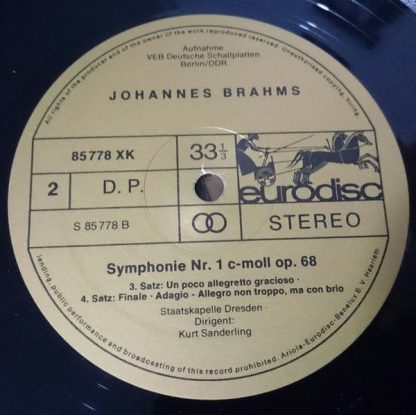 All rights of the producer and of the owner of the work reproduced reserved. Unauthorised copying, hiring,
Aufnahme
VEB Deutsche Schallplatten
Berlin/DDR
JOHANNES BRAHMS
85778 XK
33 1/3
eurodisc
2
D. P.
S 85778 B
STEREO
Symphonie Nr. 1 c-moll op. 68
3. Satz: Un poco allegretto gracioso ·
4. Satz: Finale · Adagio - Allegro non troppo, ma con brio
Staatskapelle Dresden
Dirigent:
Kurt Sanderling
lending, public performance and broadcasting of this record prohibited. Ariola-Eurodisc-Benelux B.V. Haarlem.